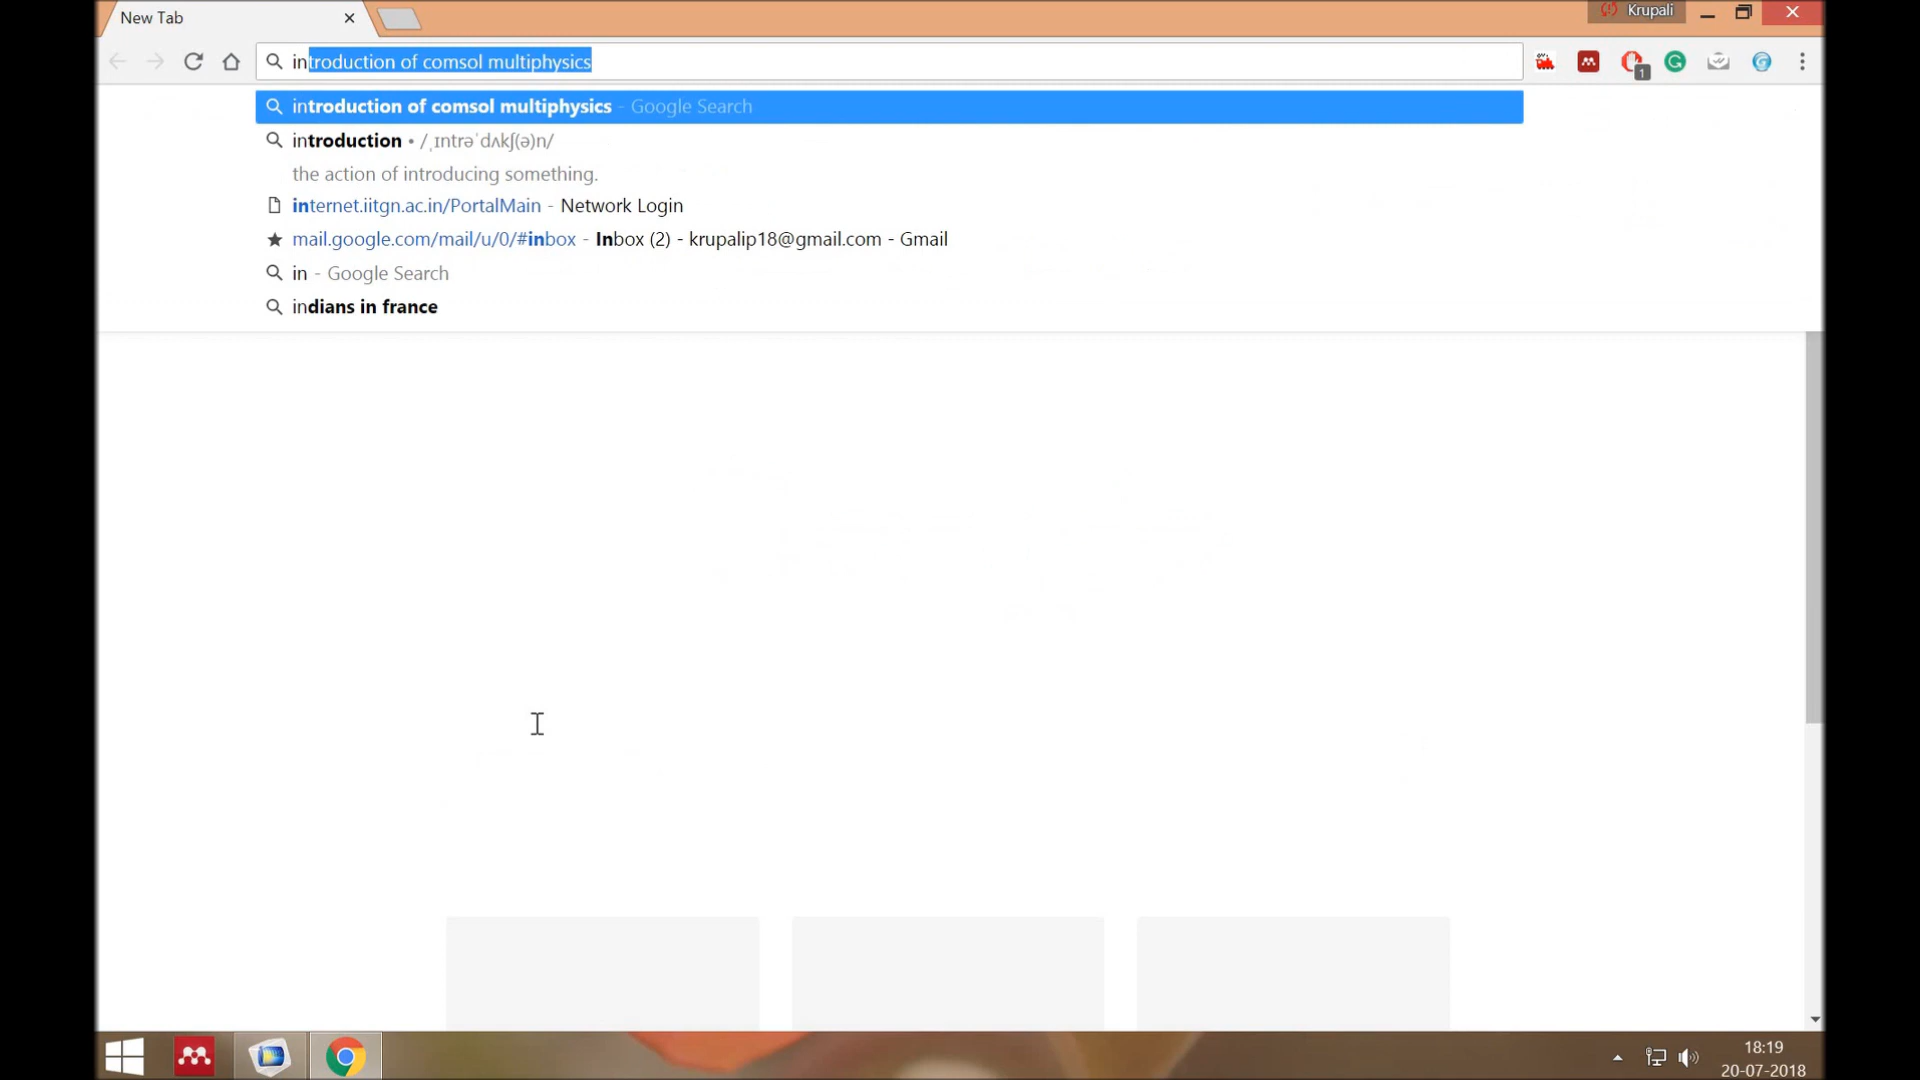 New Tab
Krupali
introduction of comsol multiphysics
1
introduction of comsol multiphysics - Google Search
introduction • /ˌɪntrəˈdʌkʃ(ə)n/
the action of introducing something.
internet.iitgn.ac.in/PortalMain - Network Login
mail.google.com/mail/u/0/#inbox - Inbox (2) - krupalip18@gmail.com - Gmail
in - Google Search
indians in france
18:19
20-07-2018